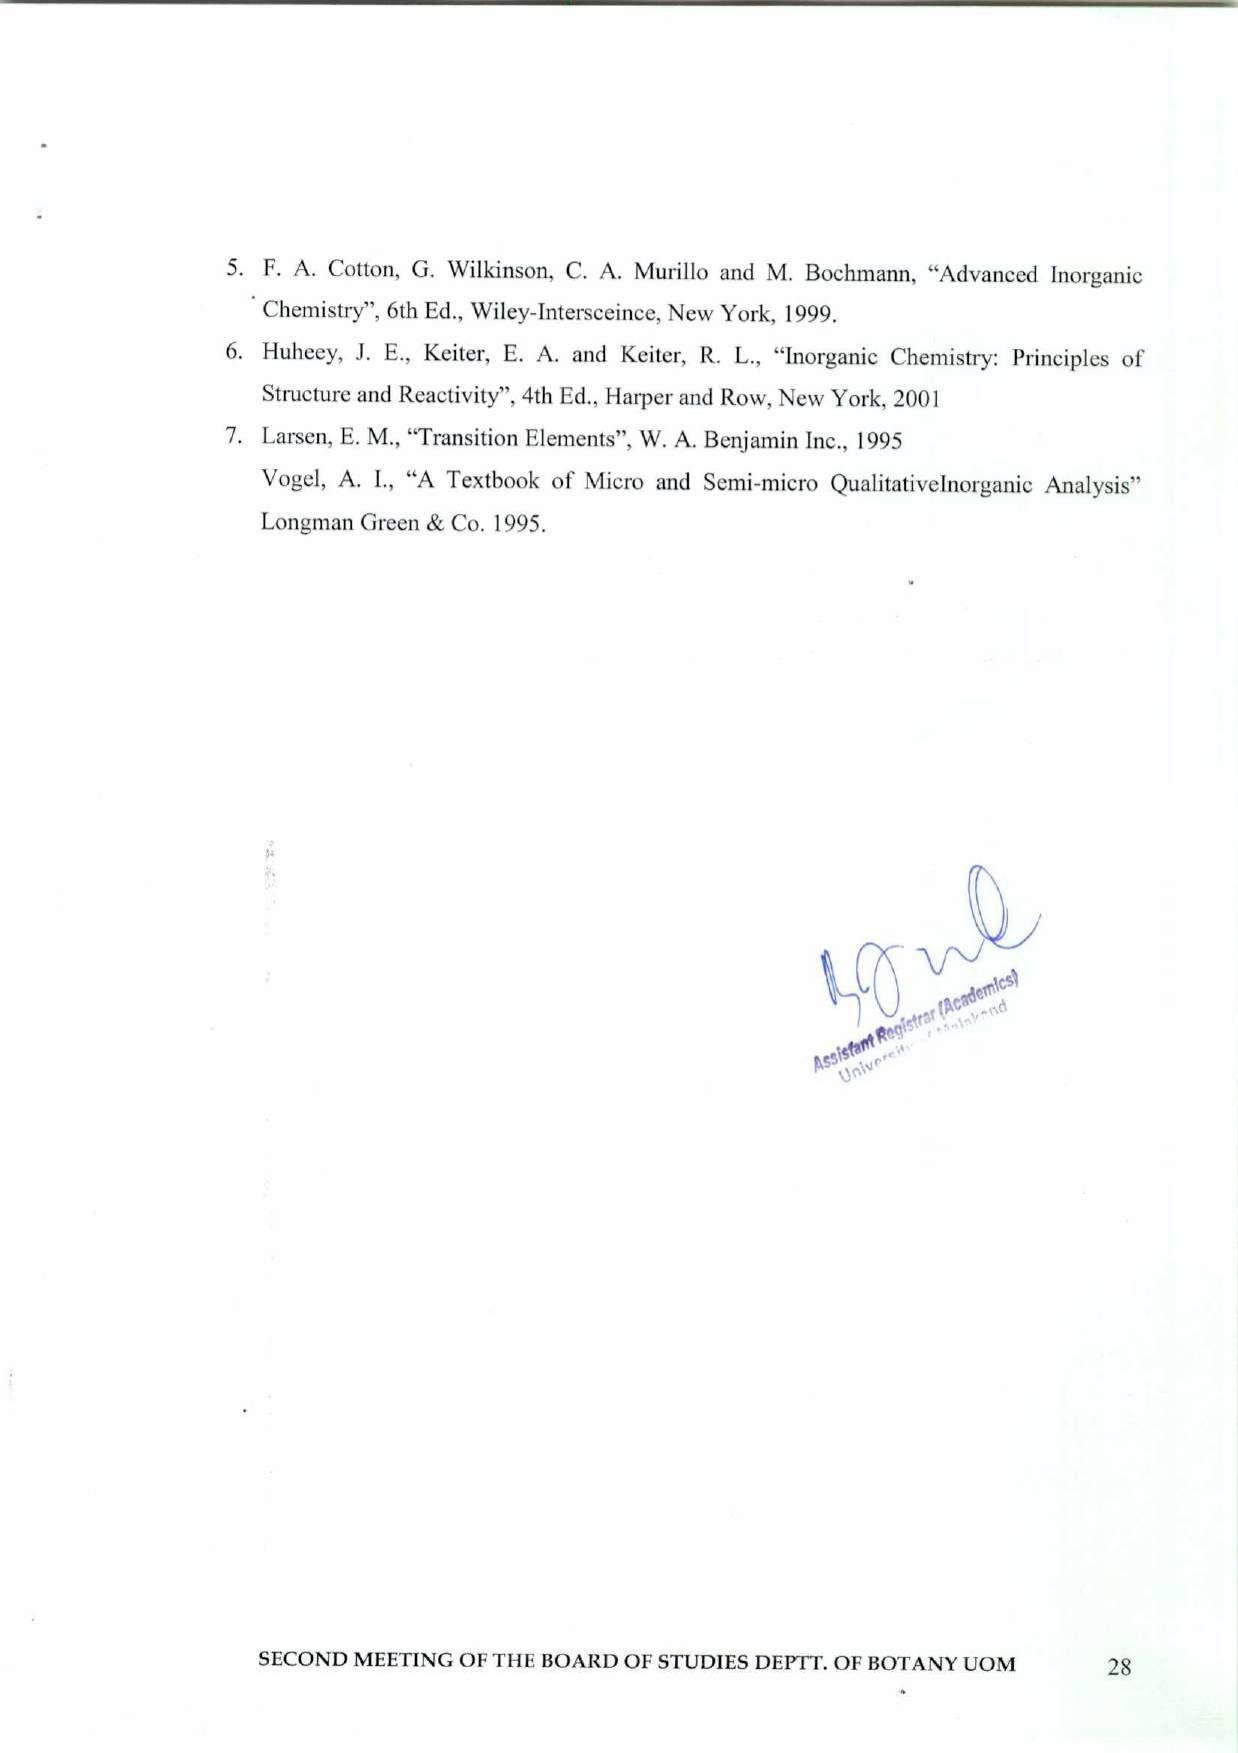 5. F. A. Cotton, G. Wilkinson, C. A. Murillo and M. Bochmann, “Advanced Inorganic
Chemistry”, 6th Ed., Wiley-Intersceince, New York, 1999.
6. Huheey, J. E., Keiter, E. A. and Keiter, R. L., “Inorganic Chemistry: Principles of
Structure and Reactivity”, 4th Ed., Harper and Row, New York, 2001
7. Larsen, E. M., “Transition Elements”, W. A. Benjamin Inc., 1995
Vogel, A. I., “A Textbook of Micro and Semi-micro QualitativeInorganic Analysis”
Longman Green & Co. 1995.
Assistant Registrar (Academics)
University
SECOND MEETING OF THE BOARD OF STUDIES DEPTT. OF BOTANY UOM 28